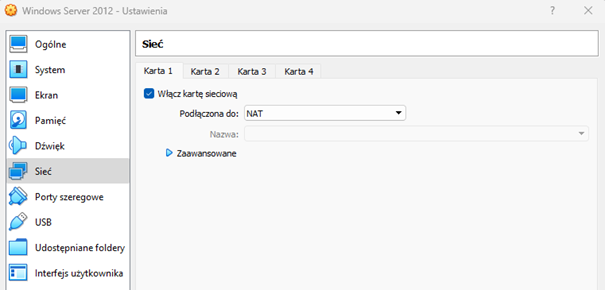 Windows Server 2012 - Ustawienia
?
Ogólne
System
Ekran
Pamięć
Dźwięk
Sieć
Porty szeregowe
USB
Udostępniane foldery
Interfejs użytkownika
Sieć
Karta 1 Karta 2 Karta 3 Karta 4
Włącz kartę sieciową
Podłączona do: NAT
Nazwa:
Zaawansowane